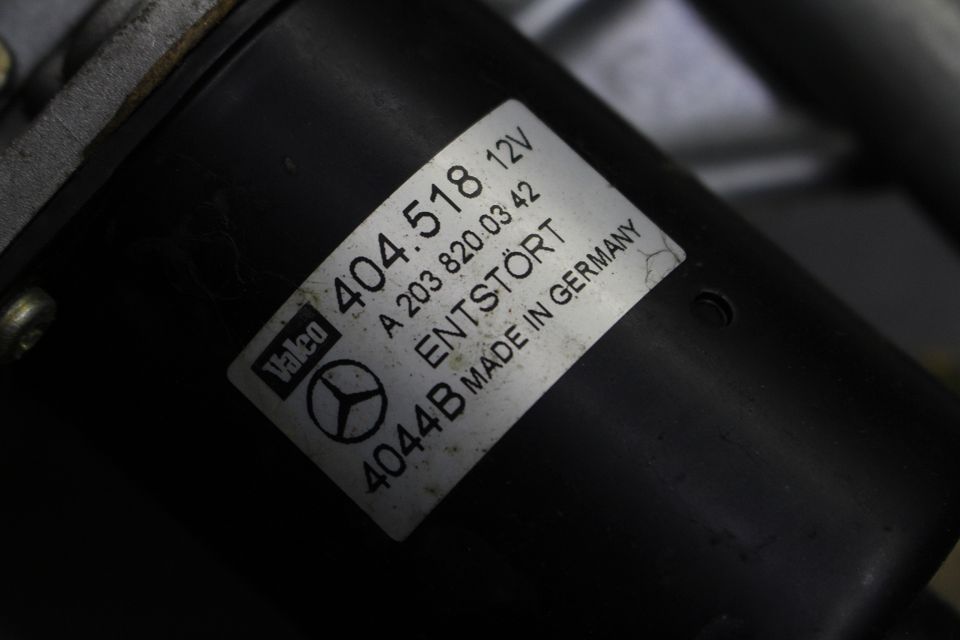 Valeo 404.518 12V
A 203 820 03 42
ENTSTÖRT
4044B MADE IN GERMANY